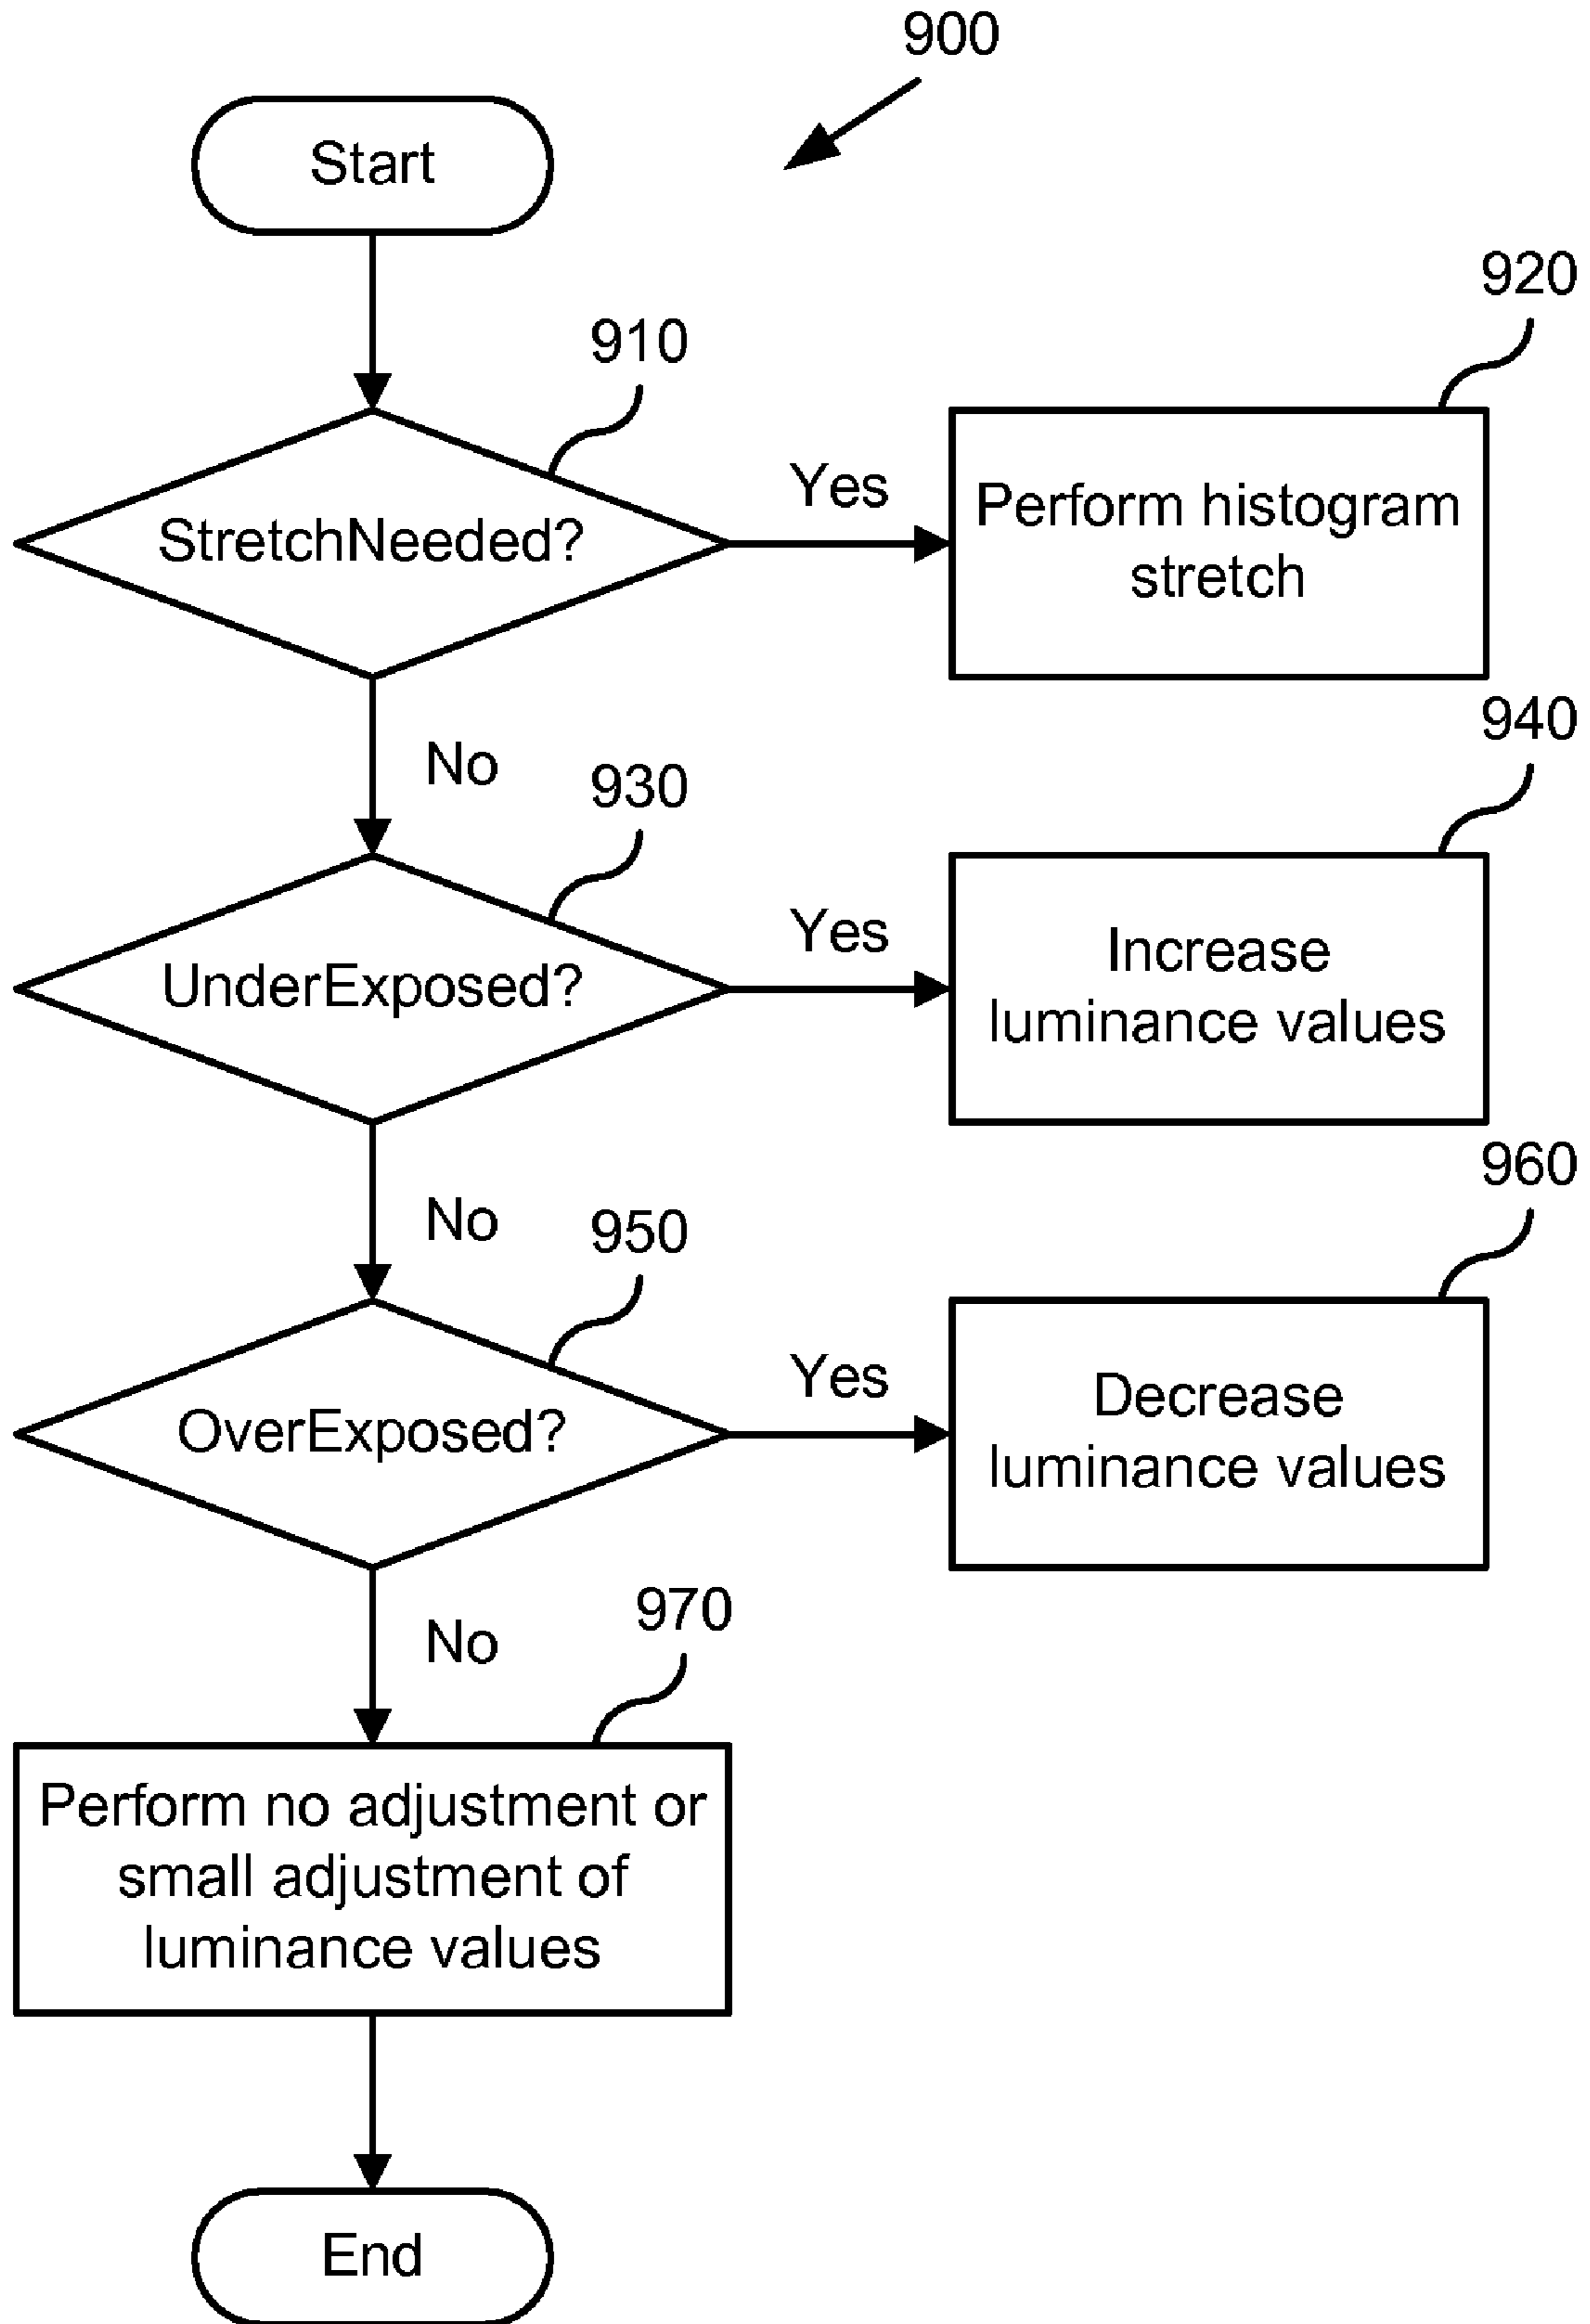 900
Start
910
920
StretchNeeded?
Yes
Perform histogram
stretch
No
930
940
UnderExposed?
Yes
Increase
luminance values
No
950
960
OverExposed?
Yes
Decrease
luminance values
No
970
Perform no adjustment or
small adjustment of
luminance values
End